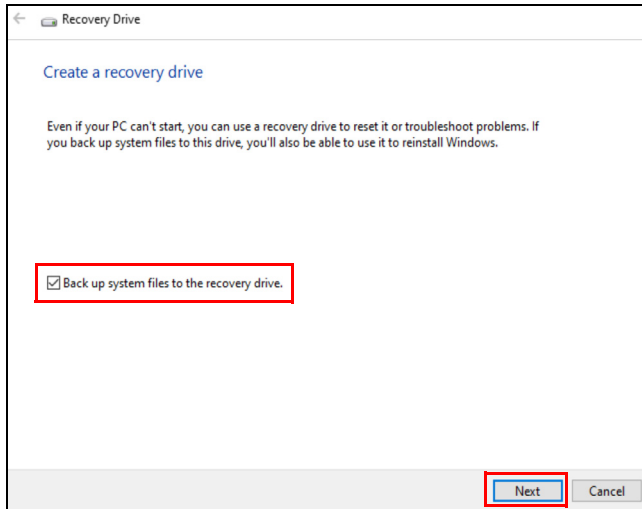 Recovery Drive
Create a recovery drive
Even if your PC can't start, you can use a recovery drive to reset it or troubleshoot problems. If
you back up system files to this drive, you'll also be able to use it to reinstall Windows.
Back up system files to the recovery drive.
Next Cancel